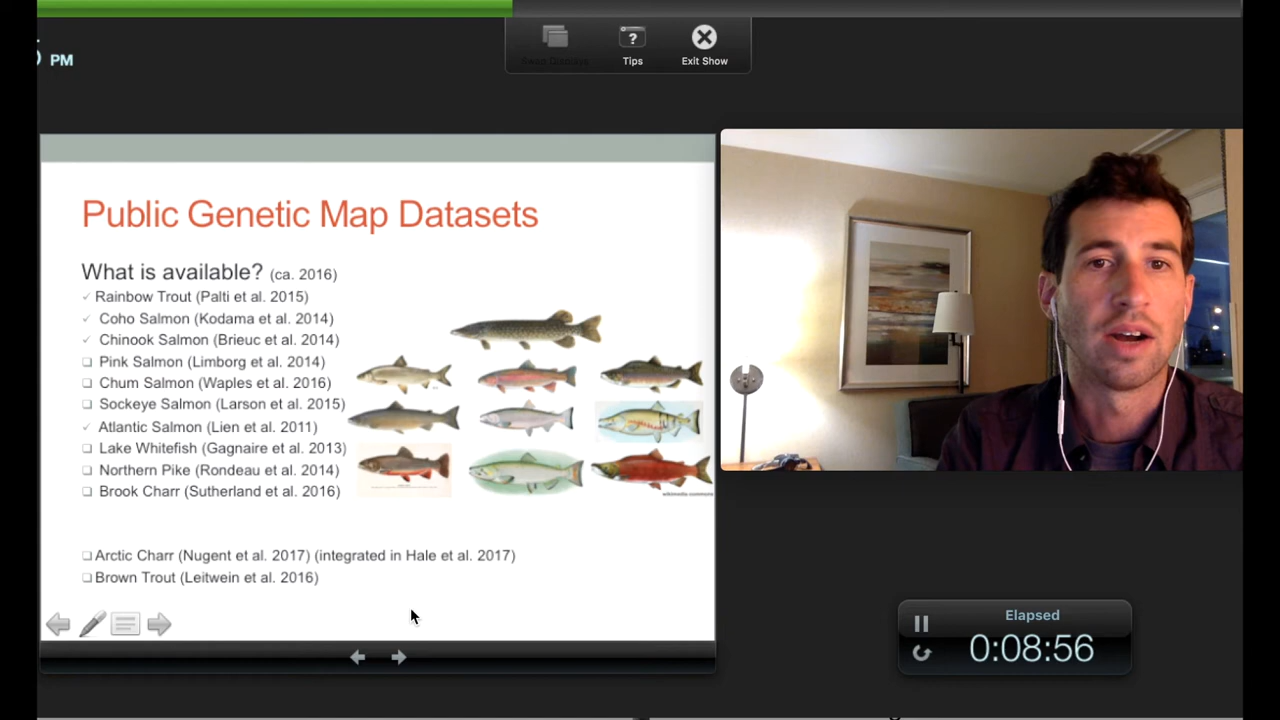 PM
Tips
Exit Show
Public Genetic Map Datasets
What is available? (ca. 2016)
Rainbow Trout (Palti et al. 2015)
Coho Salmon (Kodama et al. 2014)
Chinook Salmon (Brieuc et al. 2014)
Pink Salmon (Limborg et al. 2014)
Chum Salmon (Waples et al. 2016)
Sockeye Salmon (Larson et al. 2015)
Atlantic Salmon (Lien et al. 2011)
Lake Whitefish (Gagnaire et al. 2013)
Northern Pike (Rondeau et al. 2014)
Brook Charr (Sutherland et al. 2016)
wikimedia commons
Arctic Charr (Nugent et al. 2017) (integrated in Hale et al. 2017)
Brown Trout (Leitwein et al. 2016)
Elapsed
0:08:56